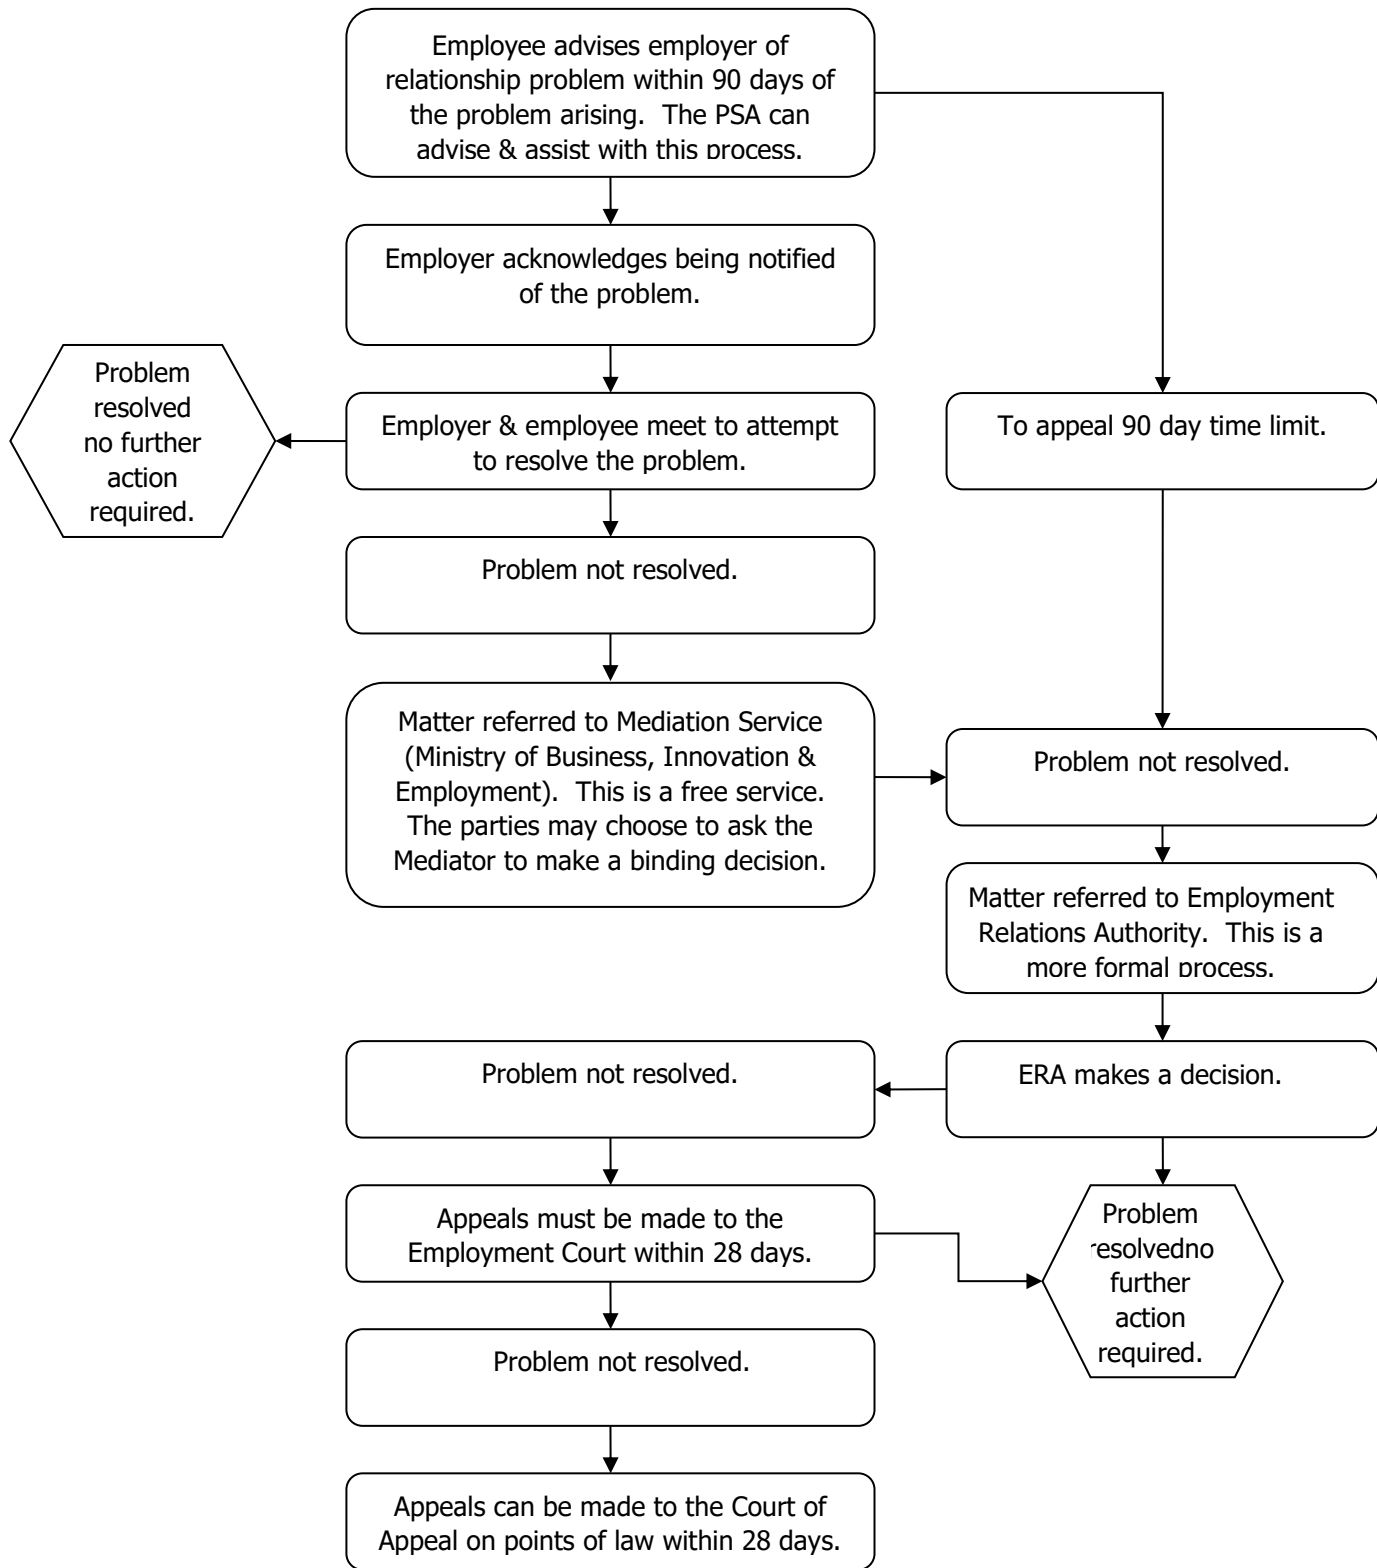 Employee advises employer of
relationship problem within 90 days of
the problem arising.  The PSA can
advise & assist with this process.
Employer acknowledges being notified
of the problem.
Problem
resolved
no further
action
required.
Employer & employee meet to attempt
to resolve the problem.
To appeal 90 day time limit.
Problem not resolved.
Matter referred to Mediation Service
(Ministry of Business, Innovation &
Employment).  This is a free service.
The parties may choose to ask the
Mediator to make a binding decision.
Problem not resolved.
Matter referred to Employment
Relations Authority.  This is a
more formal process.
ERA makes a decision.
Problem not resolved.
Appeals must be made to the
Employment Court within 28 days.
Problem
resolvedno
further
action
required.
Problem not resolved.
Appeals can be made to the Court of
Appeal on points of law within 28 days.